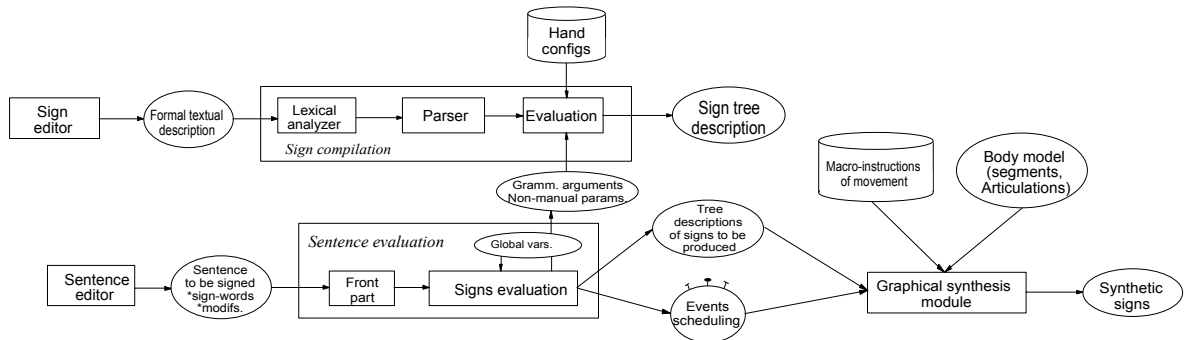 Hand
configs
Sign
editor
Formal textual
description
Lexical
analyzer
Parser
Evaluation
Sign compilation
Sign tree
description
Macro-instructions
of movement
Body model
(segments,
Articulations)
Gramm. arguments
Non-manual params.
Sentence evaluation
Global vars.
Tree
descriptions
of signs to be
produced
Sentence
editor
Sentence
to be signed
*sign-words
*modifs.
Front
part
Signs evaluation
Events
scheduling
Graphical synthesis
module
Synthetic
signs